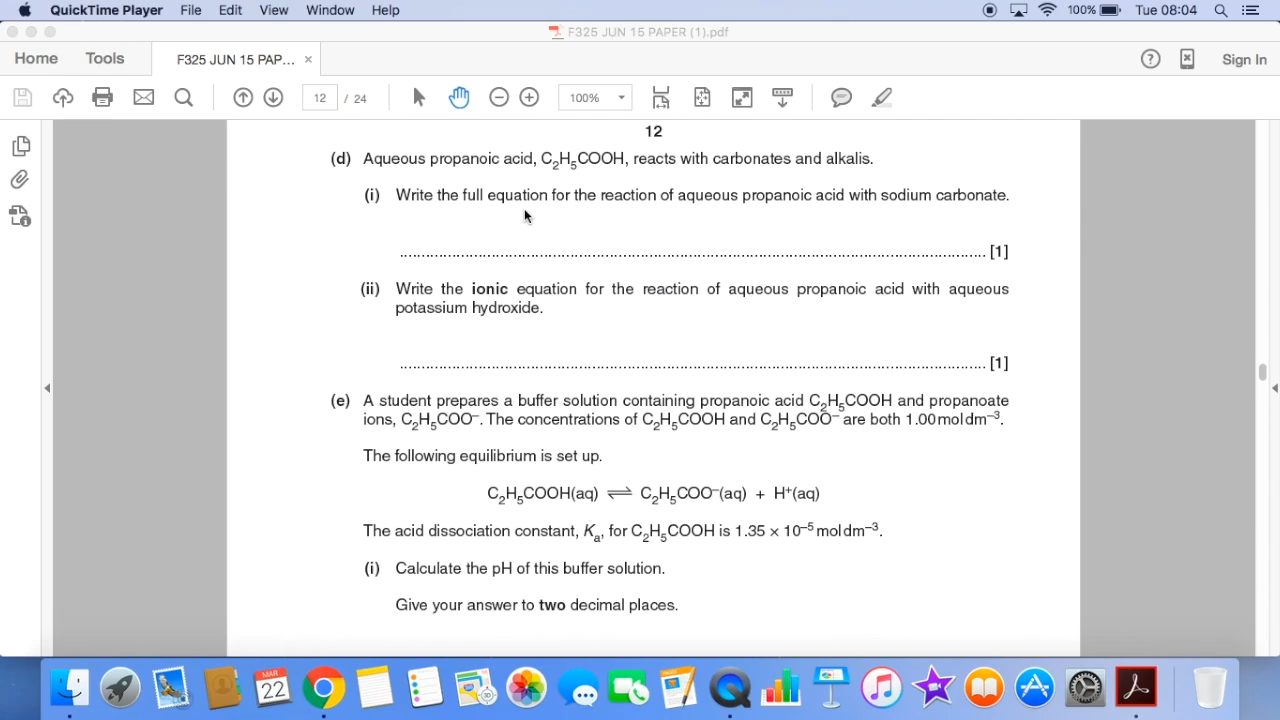 QuickTime Player File Edit View Window Help 100% Tue 08:04
F325 JUN 15 PAPER (1).pdf
Home Tools F325 JUN 15 PAP... × Sign In
12 / 24 100%
12
(d) Aqueous propanoic acid, C₂H₅COOH, reacts with carbonates and alkalis.
(i) Write the full equation for the reaction of aqueous propanoic acid with sodium carbonate.
.......................................................................................................................................... [1]
(ii) Write the ionic equation for the reaction of aqueous propanoic acid with aqueous
potassium hydroxide.
.......................................................................................................................................... [1]
(e) A student prepares a buffer solution containing propanoic acid C₂H₅COOH and propanoate
ions, C₂H₅COO⁻. The concentrations of C₂H₅COOH and C₂H₅COO⁻ are both 1.00 mol dm⁻³.
The following equilibrium is set up.
C₂H₅COOH(aq) ⇌ C₂H₅COO⁻(aq) + H⁺(aq)
The acid dissociation constant, Kₐ, for C₂H₅COOH is 1.35 × 10⁻⁵ mol dm⁻³.
(i) Calculate the pH of this buffer solution.
Give your answer to two decimal places.
MAR
22